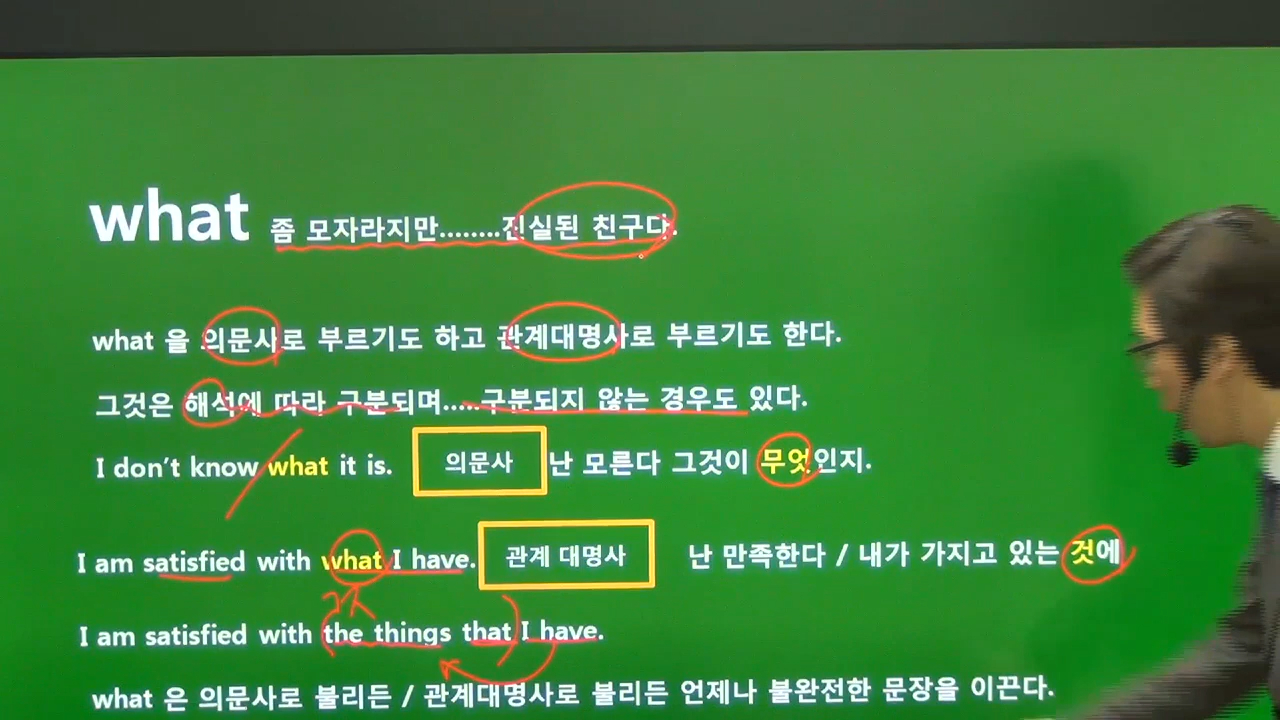 what 좀 모자라지만........진실된 친구다.
what 을 의문사로 부르기도 하고 관계대명사로 부르기도 한다.
그것은 해석에 따라 구분되며.....구분되지 않는 경우도 있다.
I don't know what it is. 의문사 난 모른다 그것이 무엇인지.
I am satisfied with what I have. 관계 대명사 난 만족한다 / 내가 가지고 있는 것에
I am satisfied with the things that I have.
what 은 의문사로 불리든 / 관계대명사로 불리든 언제나 불완전한 문장을 이끈다.